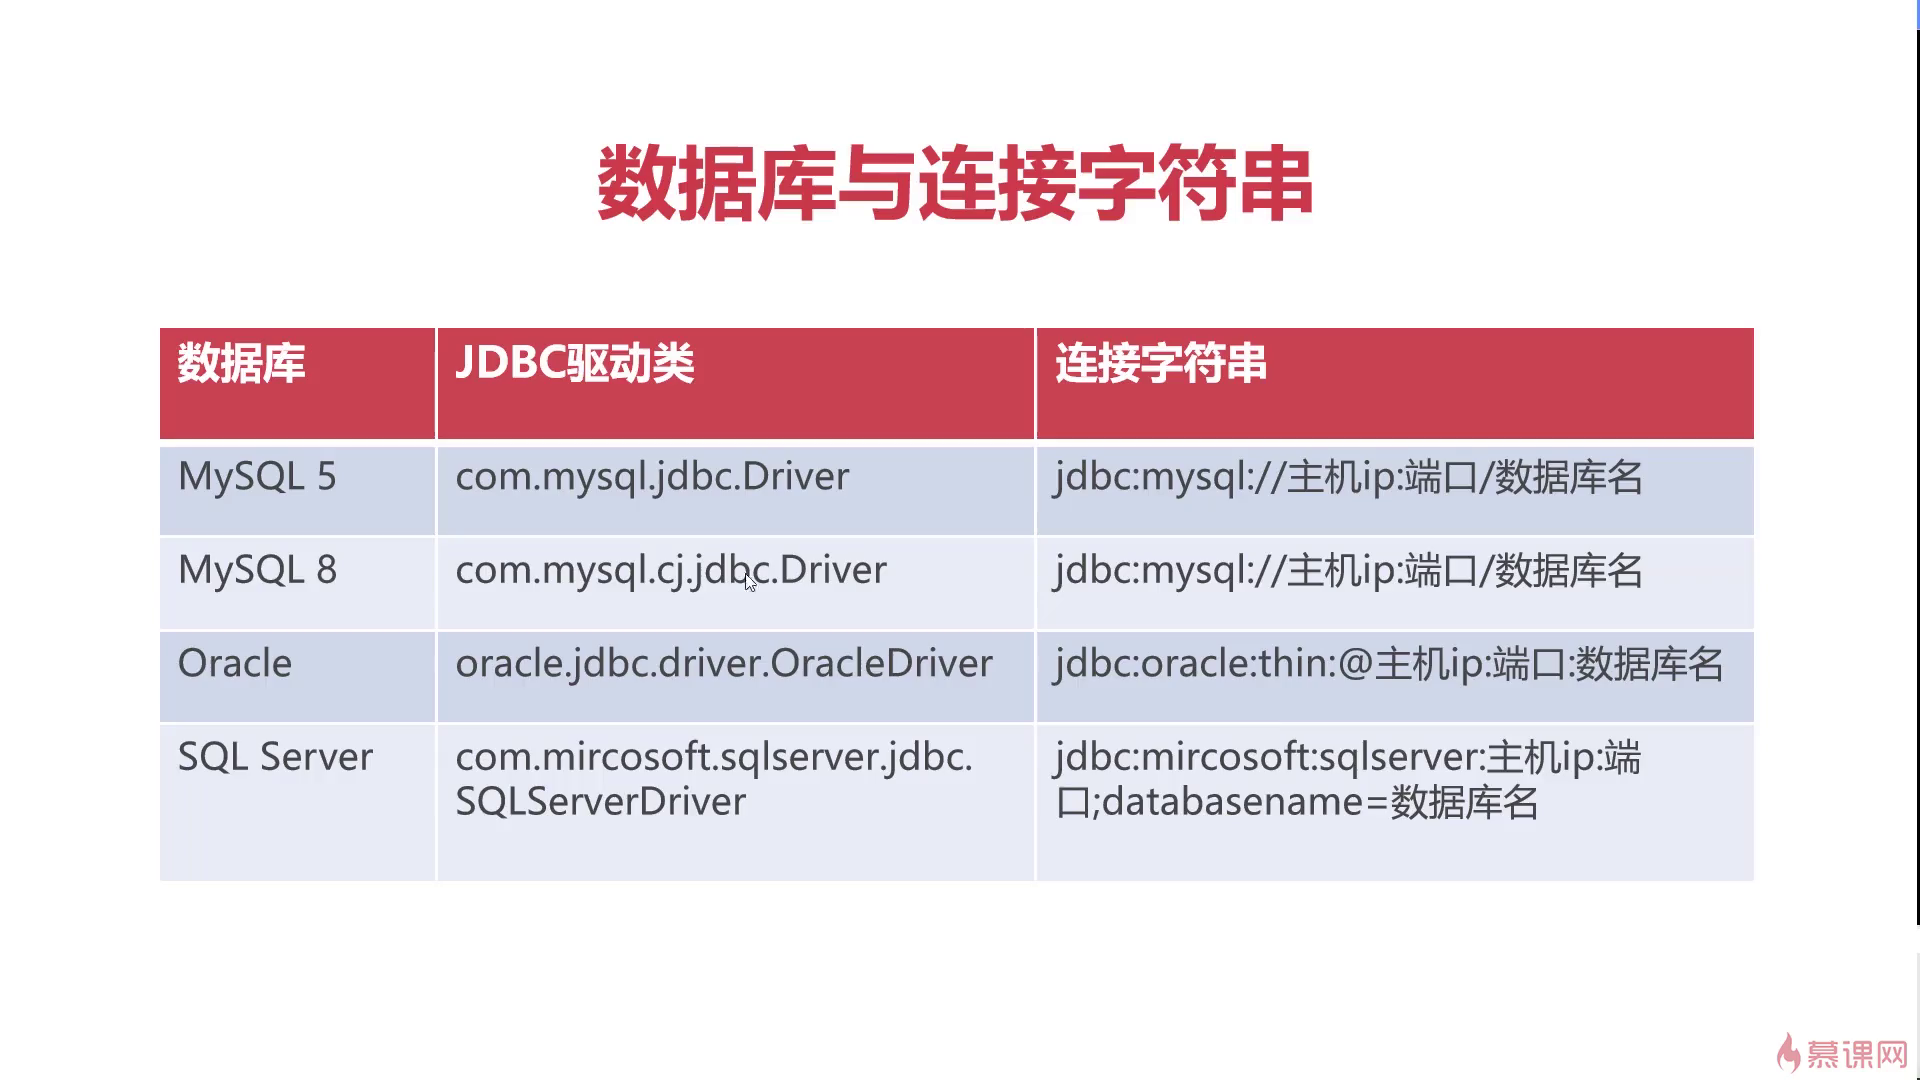 数据库与连接字符串
数据库 JDBC驱动类 连接字符串
MySQL 5 com.mysql.jdbc.Driver jdbc:mysql://主机ip:端口/数据库名
MySQL 8 com.mysql.cj.jdbc.Driver jdbc:mysql://主机ip:端口/数据库名
Oracle oracle.jdbc.driver.OracleDriver jdbc:oracle:thin:@主机ip:端口:数据库名
SQL Server com.mircosoft.sqlserver.jdbc. jdbc:mircosoft:sqlserver:主机ip:端
SQLServerDriver 口;databasename=数据库名
慕课网